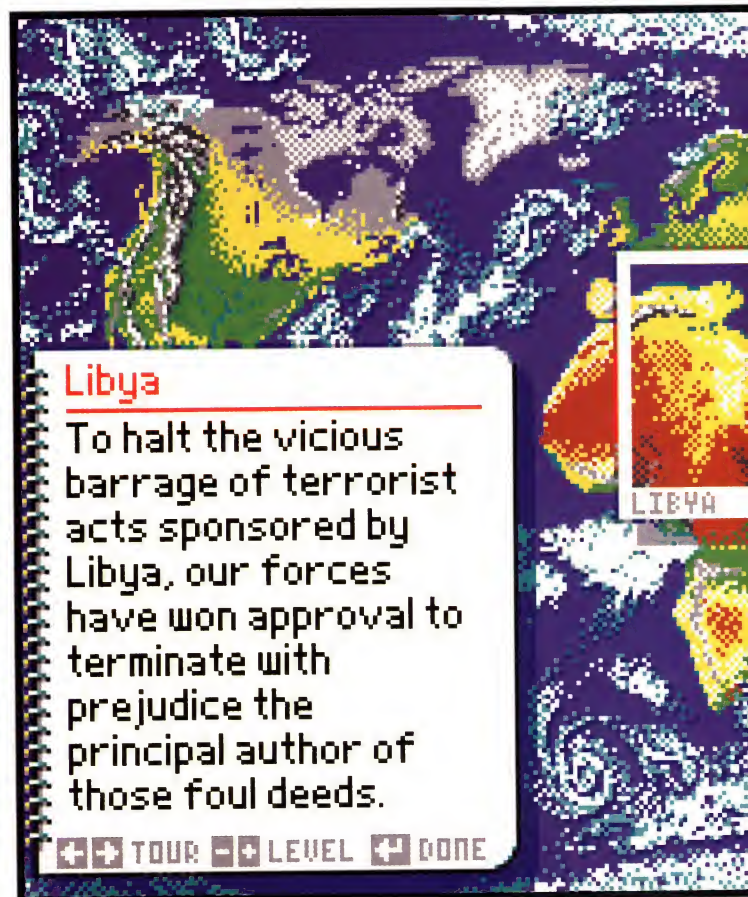 Libya
To halt the vicious
barrage of terrorist
acts sponsored by
Libya, our forces
have won approval to
terminate with
prejudice the
principal author of
those foul deeds.
LIBYA
TOUR - + LEVEL DONE